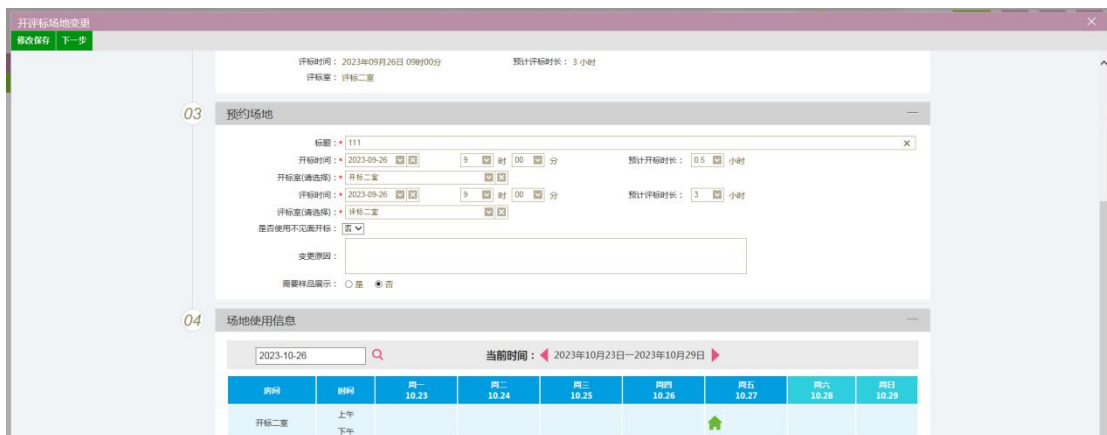 开评标场地变更
修改保存 下一步
评标时间： 2023年09月26日 09时00分 预计评标时长： 3 小时
评标室： 评标二室
03 预约场地
标题：* 111
开标时间：* 2023-09-26 9 时 00 分 预计开标时长： 0.5 小时
开标室(请选择)：* 开标二室
评标时间：* 2023-09-26 9 时 00 分 预计评标时长： 3 小时
评标室(请选择)：* 评标二室
是否使用不见面开标： 否
变更原因：
需要样品展示： 是 否
04 场地使用信息
2023-10-26 当前时间： 2023年10月23日—2023年10月29日
房间 时间 周一 周二 周三 周四 周五 周六 周日
10.23 10.24 10.25 10.26 10.27 10.28 10.29
开标二室 上午
下午